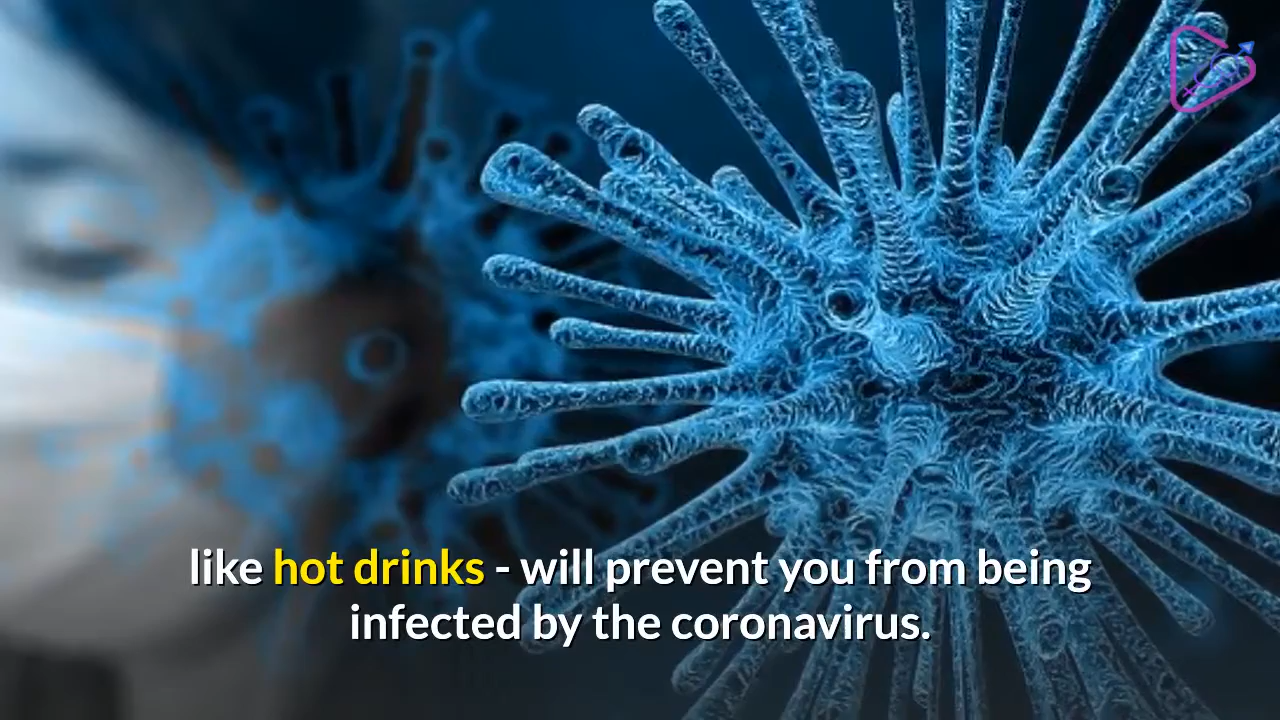 like hot drinks - will prevent you from being
infected by the coronavirus.